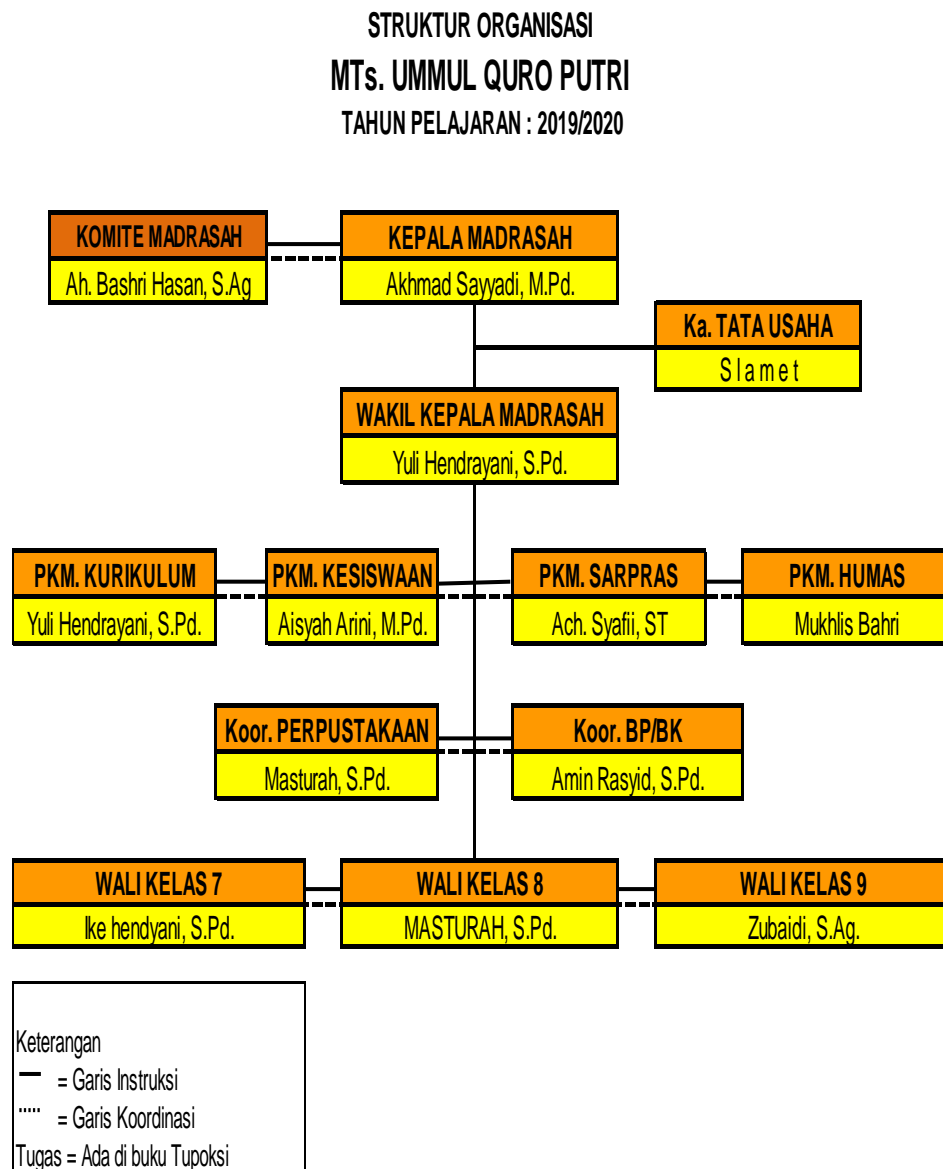 STRUKTUR ORGANISASI
MTs. UMMUL QURO PUTRI
TAHUN PELAJARAN : 2019/2020
KOMITE MADRASAH
Ah. Bashri Hasan, S.Ag
KEPALA MADRASAH
Akhmad Sayyadi, M.Pd.
Ka. TATA USAHA
S l a m e t
WAKIL KEPALA MADRASAH
Yuli Hendrayani, S.Pd.
PKM. KURIKULUM
Yuli Hendrayani, S.Pd.
PKM. KESISWAAN
Aisyah Arini, M.Pd.
PKM. SARPRAS
Ach. Syafii, ST
PKM. HUMAS
Mukhlis Bahri
Koor. PERPUSTAKAAN
Masturah, S.Pd.
Koor. BP/BK
Amin Rasyid, S.Pd.
WALI KELAS 7
Ike hendyani, S.Pd.
WALI KELAS 8
MASTURAH, S.Pd.
WALI KELAS 9
Zubaidi, S.Ag.
Keterangan
= Garis Instruksi
= Garis Koordinasi
Tugas = Ada di buku Tupoksi